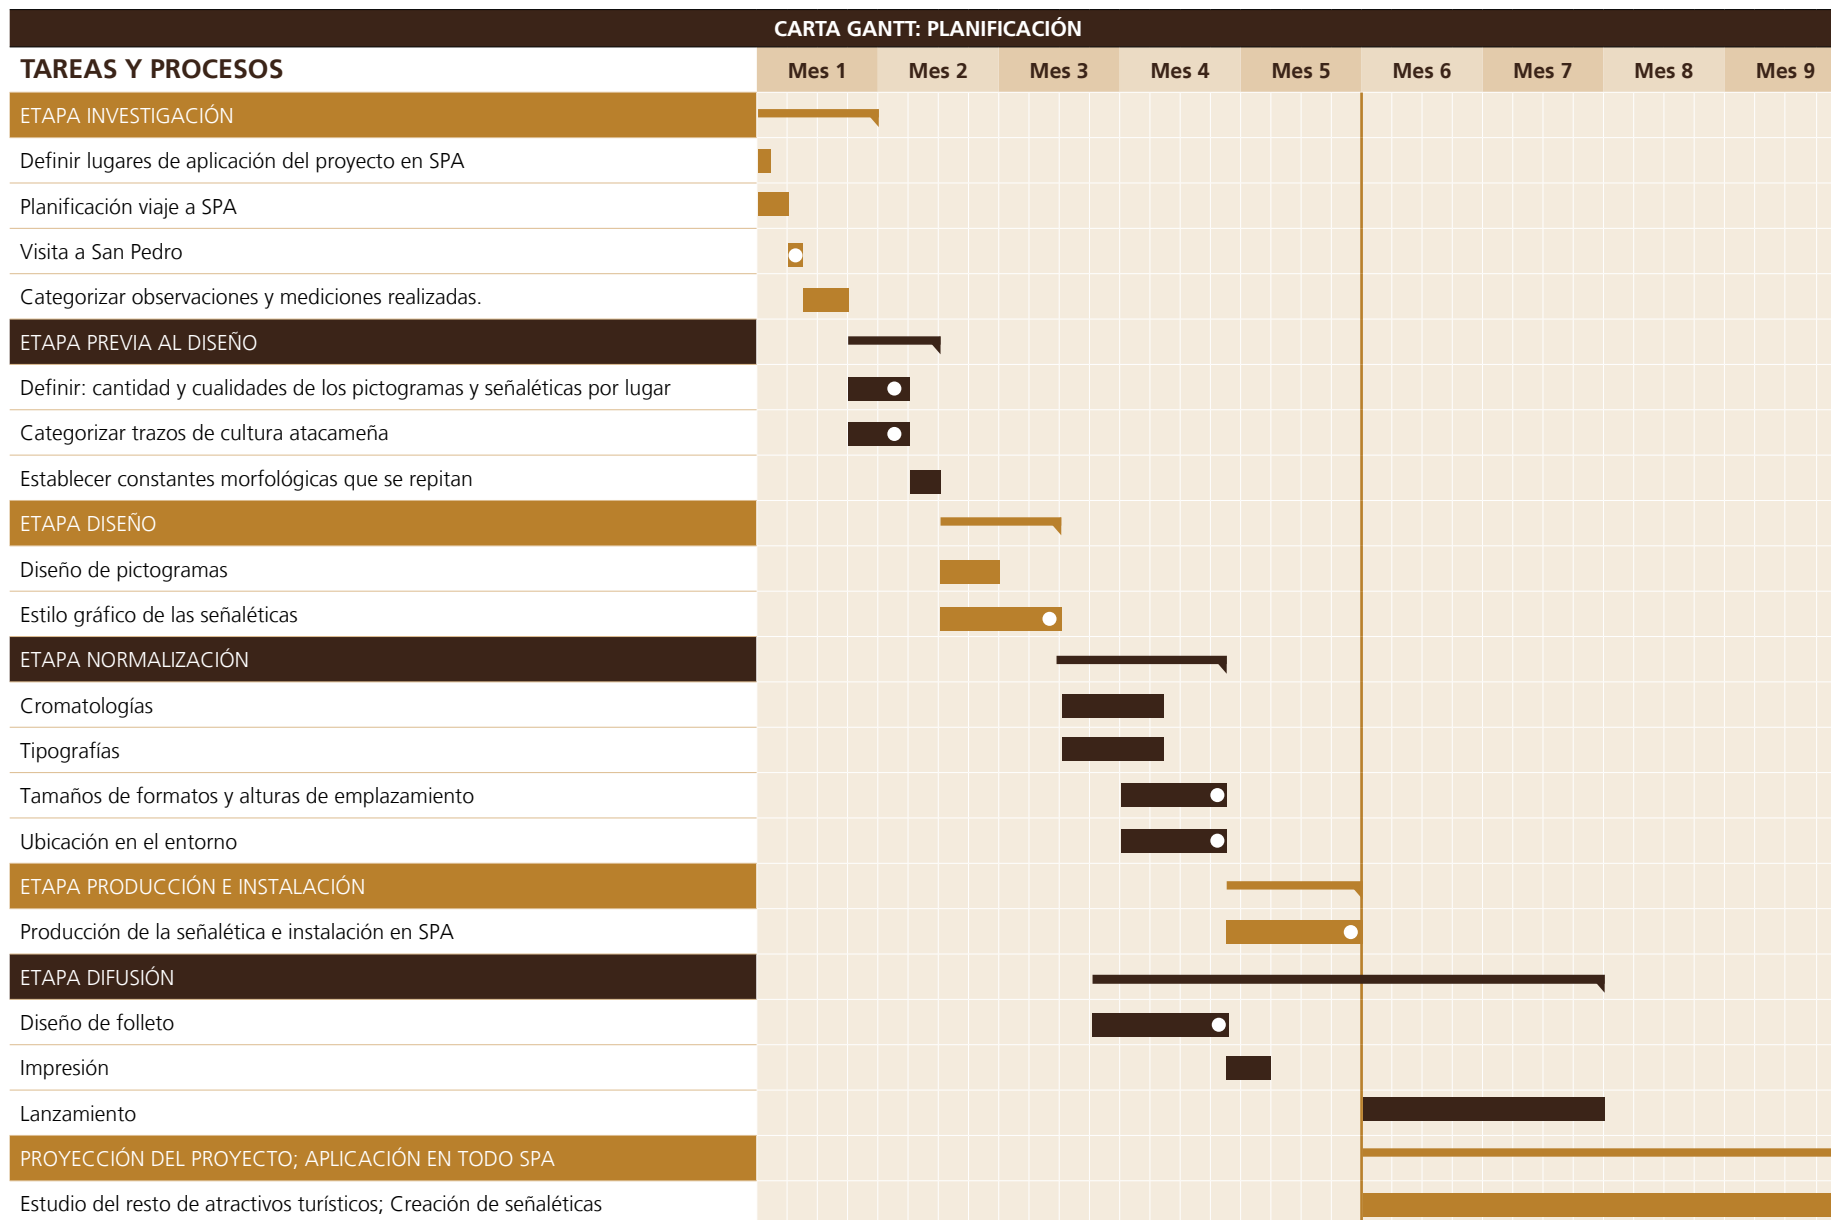 CARTA GANTT: PLANIFICACIÓN
TAREAS Y PROCESOS Mes 1 Mes 2 Mes 3 Mes 4 Mes 5 Mes 6 Mes 7 Mes 8 Mes 9
ETAPA INVESTIGACIÓN
Definir lugares de aplicación del proyecto en SPA
Planificación viaje a SPA
Visita a San Pedro
Categorizar observaciones y mediciones realizadas.
ETAPA PREVIA AL DISEÑO
Definir: cantidad y cualidades de los pictogramas y señaléticas por lugar
Categorizar trazos de cultura atacameña
Establecer constantes morfológicas que se repitan
ETAPA DISEÑO
Diseño de pictogramas
Estilo gráfico de las señaléticas
ETAPA NORMALIZACIÓN
Cromatologías
Tipografías
Tamaños de formatos y alturas de emplazamiento
Ubicación en el entorno
ETAPA PRODUCCIÓN E INSTALACIÓN
Producción de la señalética e instalación en SPA
ETAPA DIFUSIÓN
Diseño de folleto
Impresión
Lanzamiento
PROYECCIÓN DEL PROYECTO; APLICACIÓN EN TODO SPA
Estudio del resto de atractivos turísticos; Creación de señaléticas